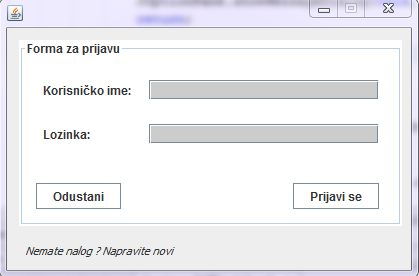 Forma za prijavu
Korisničko ime:
Lozinka:
Odustani
Prijavi se
Nemate nalog ? Napravite novi